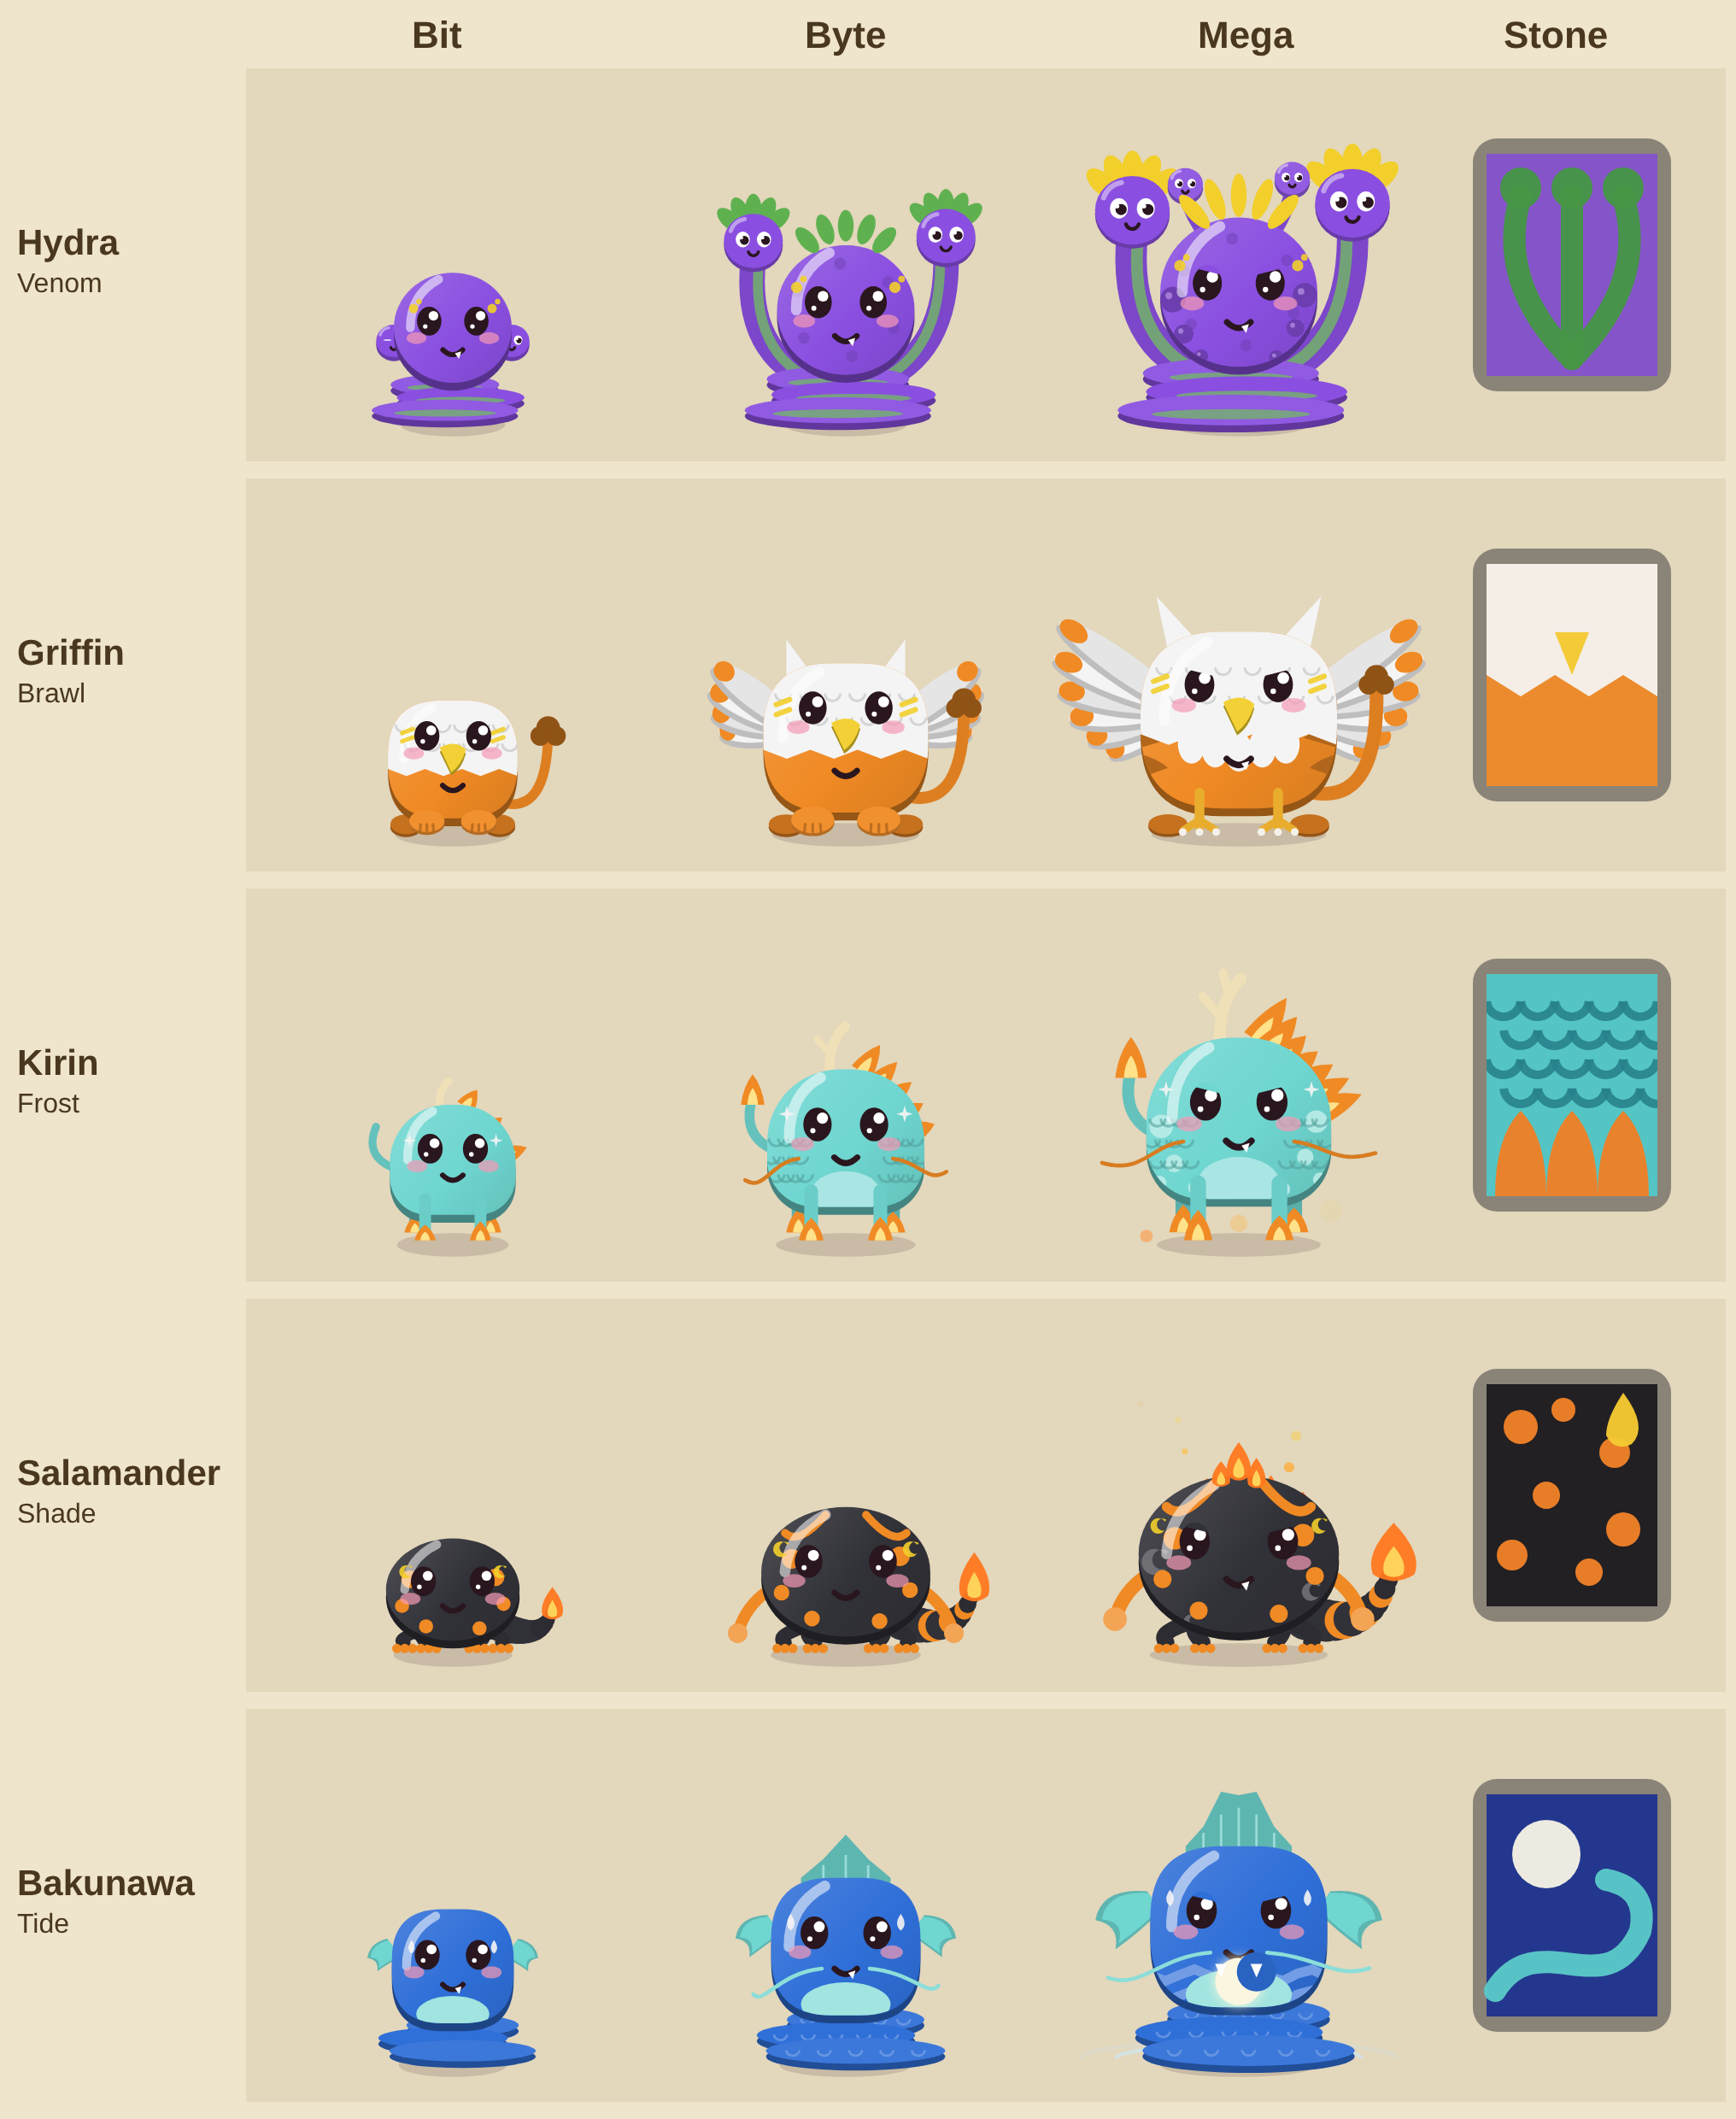 Bit Byte Mega Stone
Hydra
Venom
Griffin
Brawl
Kirin
Frost
Salamander
Shade
Bakunawa
Tide